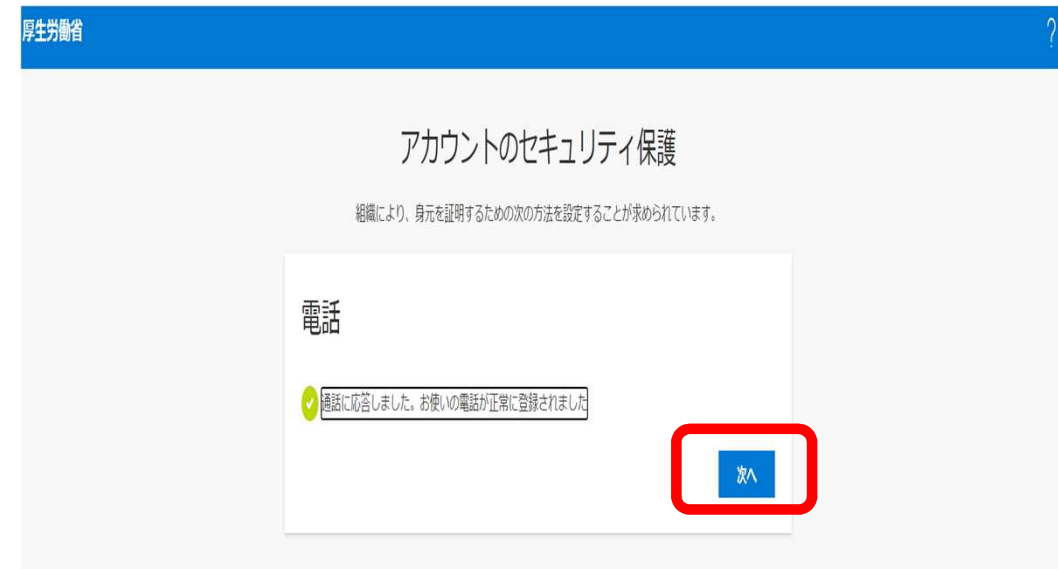 厚生労働省
?
アカウントのセキュリティ保護
組織により、身元を証明するための次の方法を設定することが求められています。
電話
通話に応答しました。お使いの電話が正常に登録されました
次へ